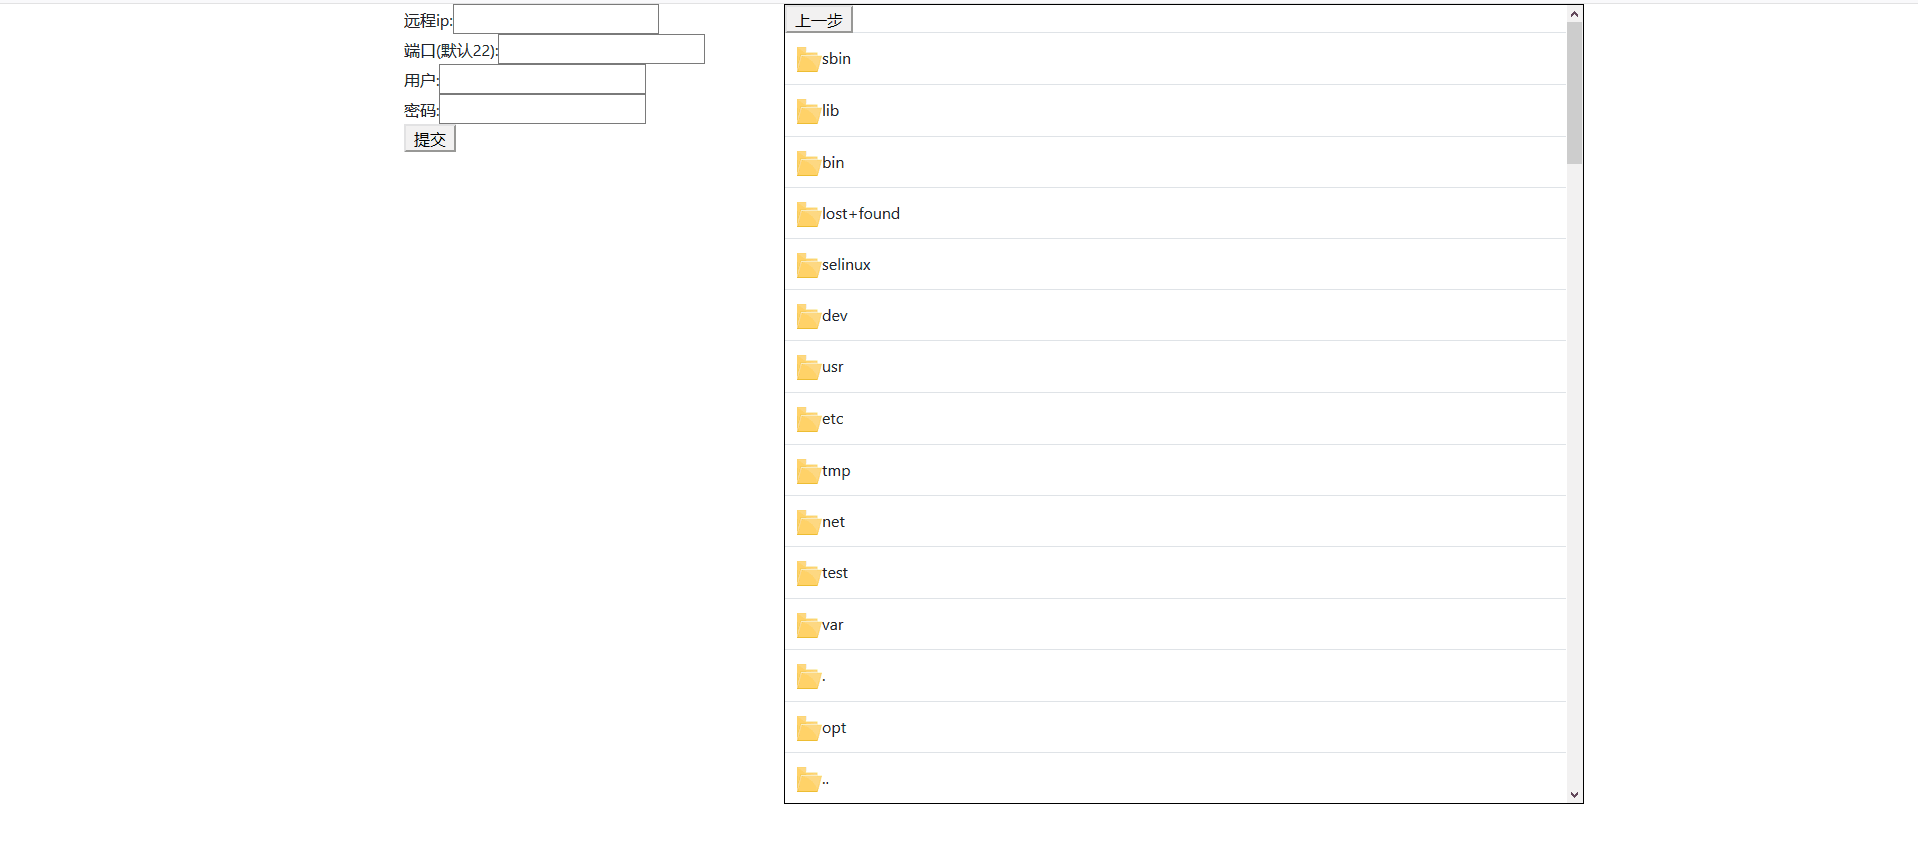 远程ip:
端口(默认22):
用户:
密码:
提交
上一步
sbin
lib
bin
lost+found
selinux
dev
usr
etc
tmp
net
test
var
.
opt
..